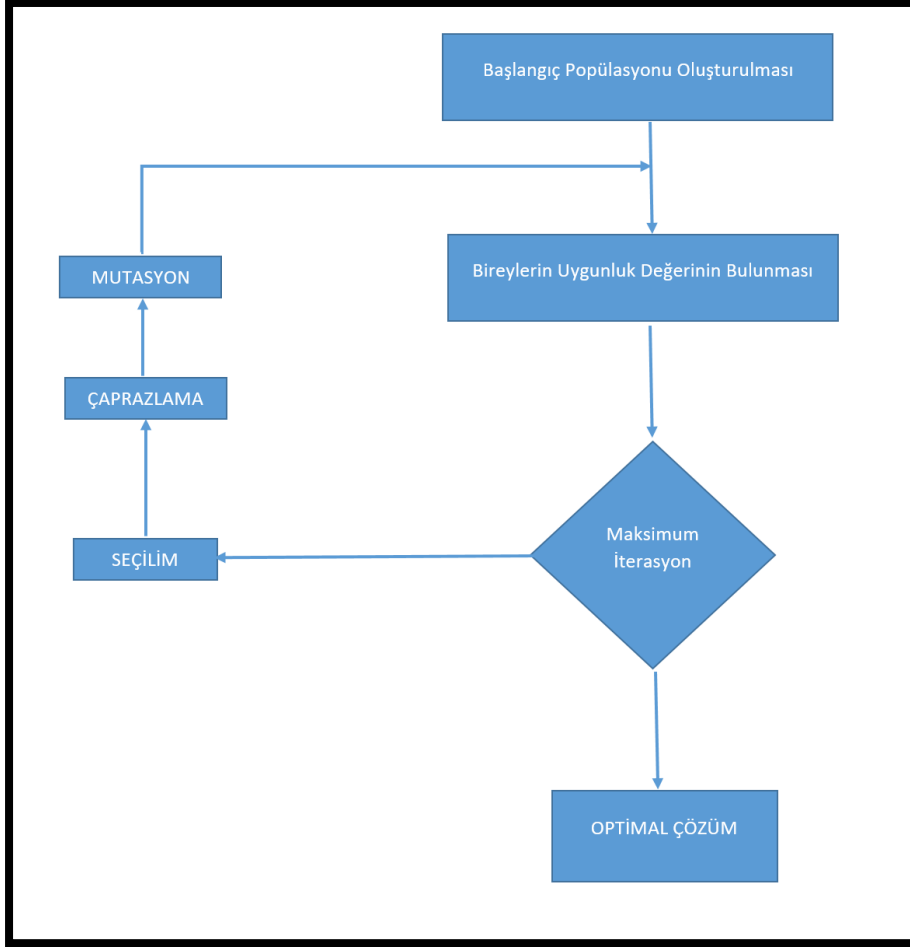 Başlangıç Popülasyonu Oluşturulması
Bireylerin Uygunluk Değerinin Bulunması
MUTASYON
ÇAPRAZLAMA
SEÇİLİM
Maksimum
İterasyon
OPTİMAL ÇÖZÜM